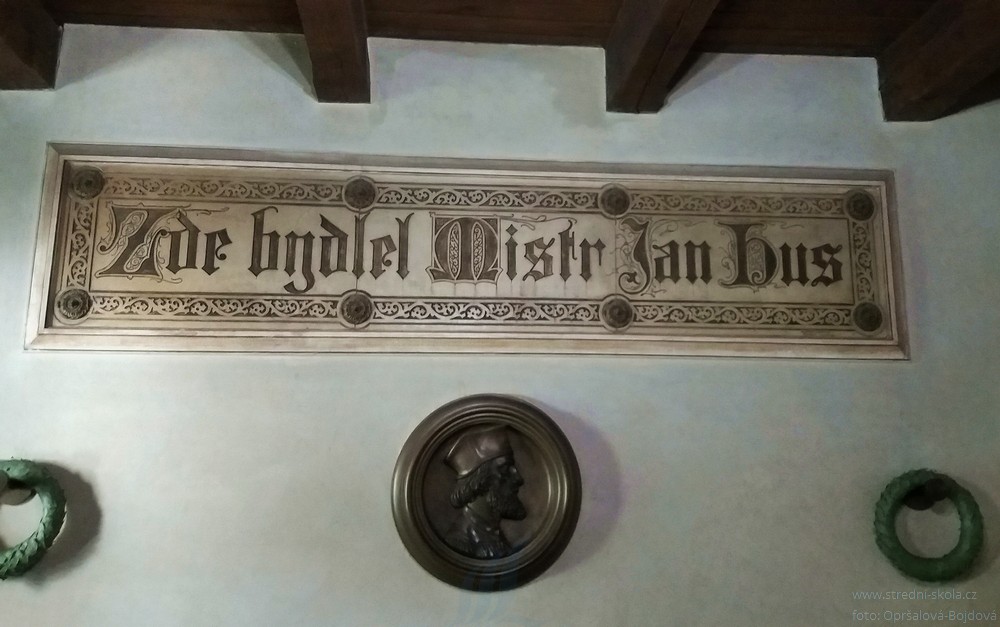 Zde bydlel Mistr Jan Hus
www.stredni-skola.cz
foto: Opršalová-Bojdová